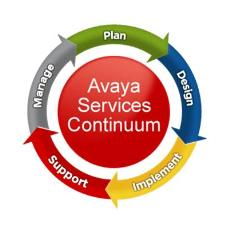 Plan
Design
Implement
Support
Manage
Avaya
Services
Continuum